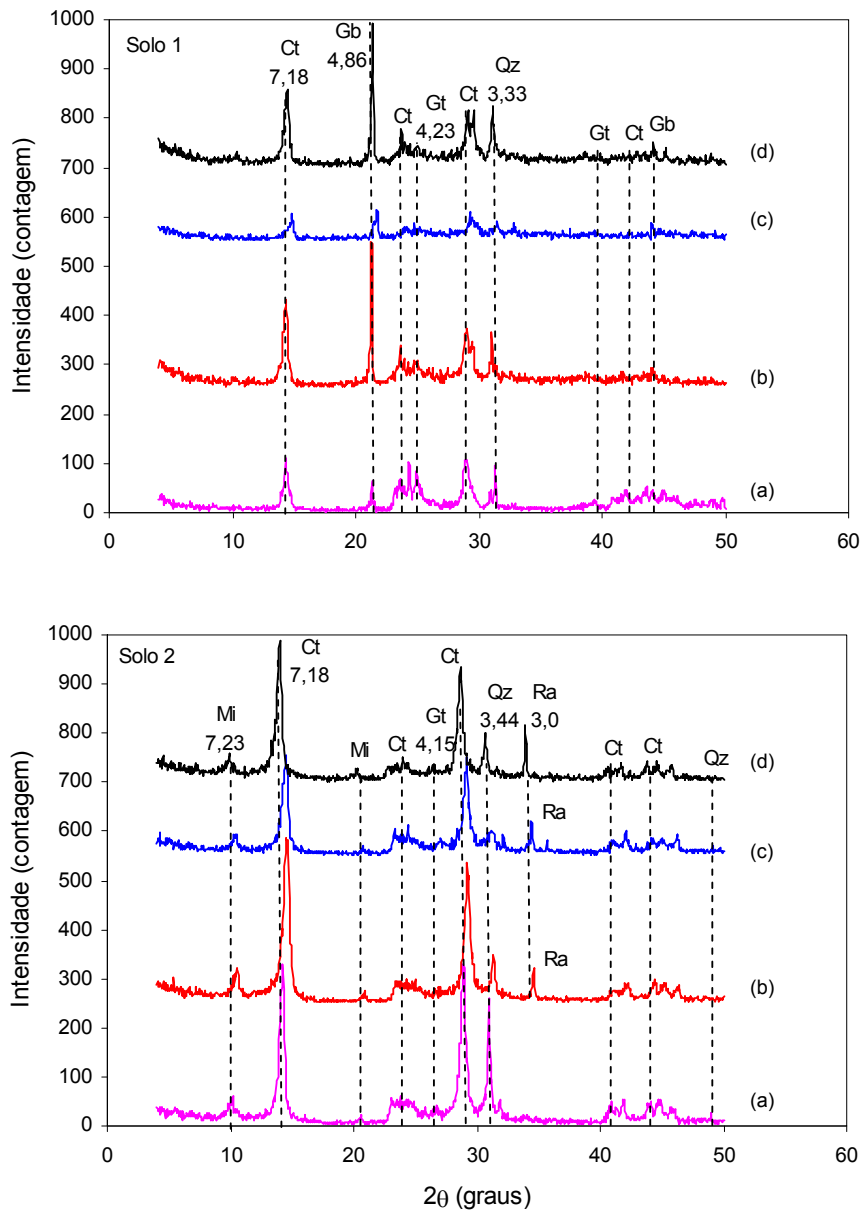 Solo 1
Intensidade (contagem)
1000
900
800
700
600
500
400
300
200
100
0
Ct
7,18
Gb
4,86
Ct
Gt
4,23
Ct
Qz
3,33
Gt
Ct
Gb
(d)
(c)
(b)
(a)
0
10
20
30
40
50
60
Solo 2
Intensidade (contagem)
1000
900
800
700
600
500
400
300
200
100
0
Mi
7,23
Ct
7,18
Mi
Ct
Gt
4,15
Ct
Qz
3,44
Ra
3,0
Ct
Ct
Qz
(d)
Ra
(c)
Ra
(b)
(a)
0
10
20
30
40
50
60
2θ (graus)